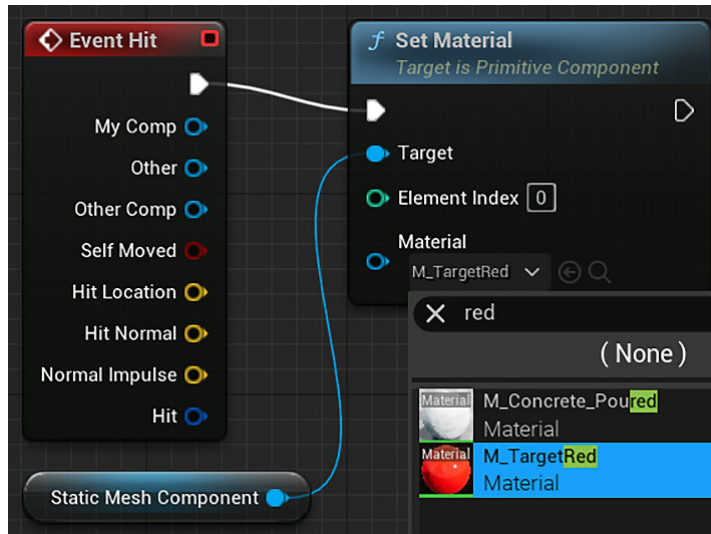 Event Hit
My Comp
Other
Other Comp
Self Moved
Hit Location
Hit Normal
Normal Impulse
Hit
Static Mesh Component
f Set Material
Target is Primitive Component
Target
Element Index 0
Material
M_TargetRed
red
( None )
Material M_Concrete_Poured
Material
Material M_TargetRed
Material